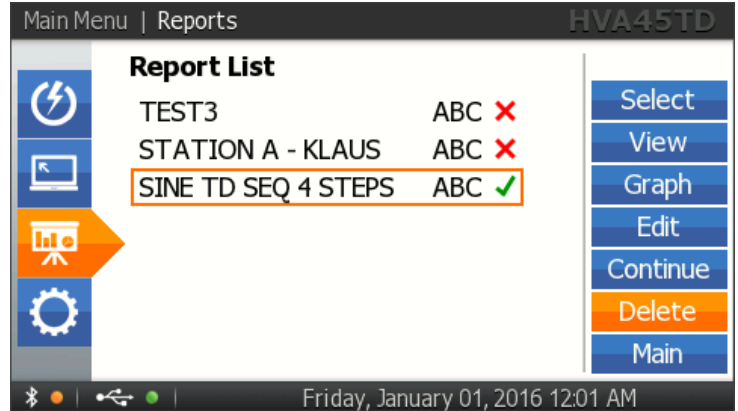 Main Menu | Reports HVA45TD
Report List
TEST3 ABC
STATION A - KLAUS ABC
SINE TD SEQ 4 STEPS ABC
Select
View
Graph
Edit
Continue
Delete
Main
Friday, January 01, 2016 12:01 AM